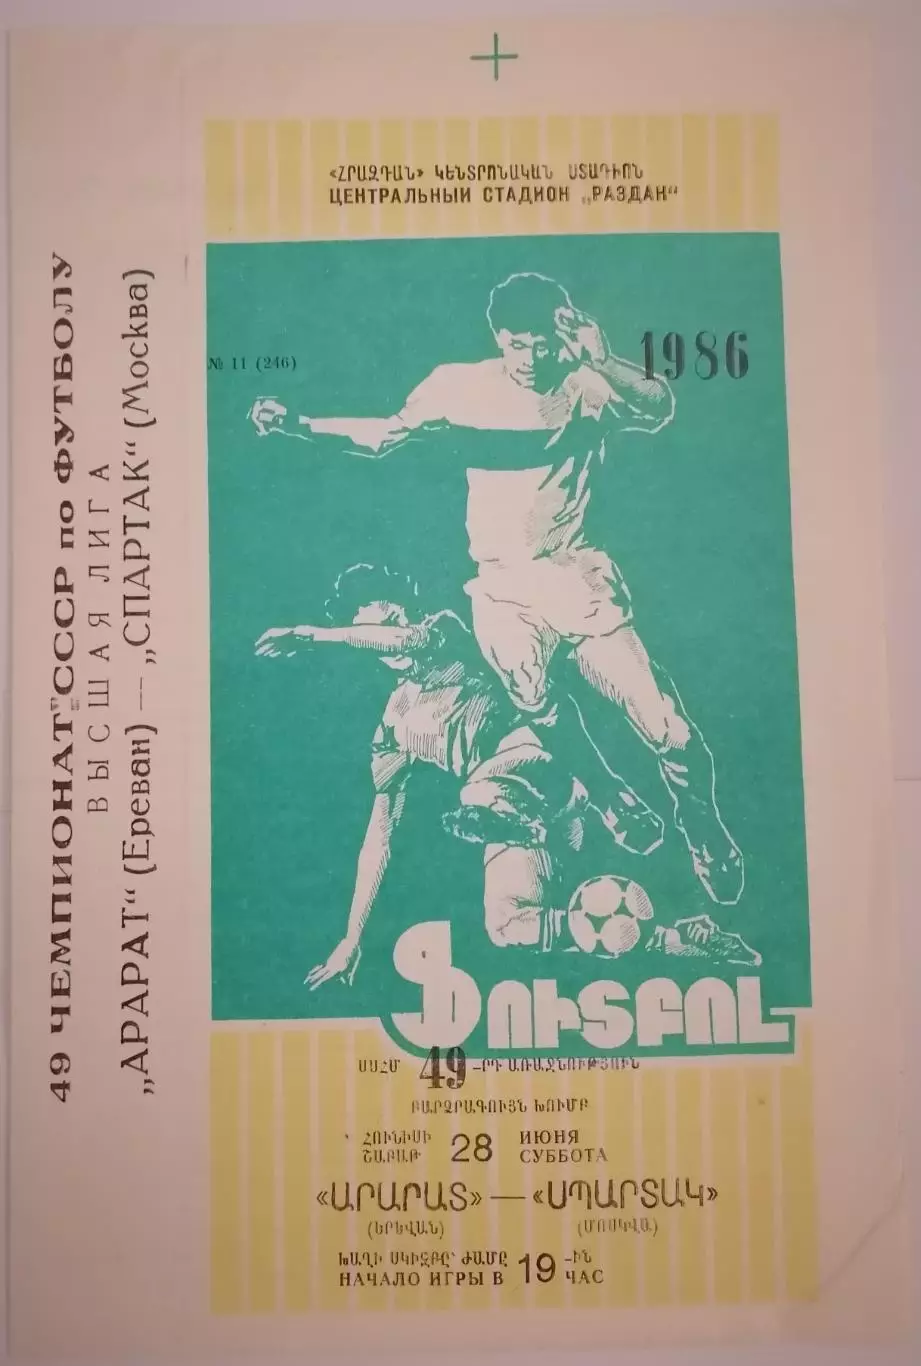 49 ЧЕМПИОНАТ СССР по ФУТБОЛУ
ВЫСШАЯ ЛИГА
„АРАРАТ“ (Ереван) — „СПАРТАК“ (Москва)
«ՀՐԱԶԴԱՆ» ԿԵՆՏՐՈՆԱԿԱՆ ՍՏԱԴԻՈՆ
ЦЕНТРАЛЬНЫЙ СТАДИОН „РАЗДАН“
№ 11 (246)
1986
ՖՈՒՏԲՈԼ
ՍՍՀՄ 49-ՐԴ ԱՌԱՋՆՈՒԹՅՈՒՆ
ԲԱՐՁՐԱԳՈՒՅՆ ԽՈՒՄԲ
ՀՈՒՆԻՍԻ 28 ИЮНЯ
ՇԱԲԱԹ СУББОТА
«ԱՐԱՐԱՏ» — «ՍՊԱՐՏԱԿ»
(ԵՐԵՎԱՆ) (ՄՈՍԿՎԱ)
ԽԱՂԻ ՍԿԻԶԲԸ՝ ԺԱՄԸ 19-ԻՆ
НАЧАЛО ИГРЫ В 19 ЧАС